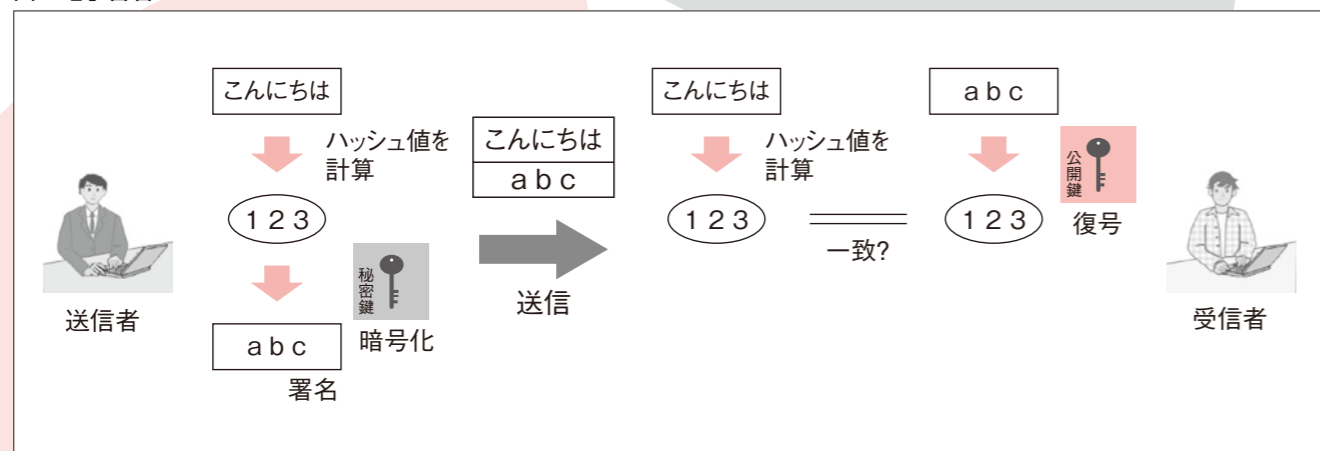 こんにちは
ハッシュ値を
計算
123
秘密鍵
暗号化
abc
署名
送信者
こんにちは
abc
送信
こんにちは
ハッシュ値を
計算
123
一致?
abc
公開鍵
123
復号
受信者